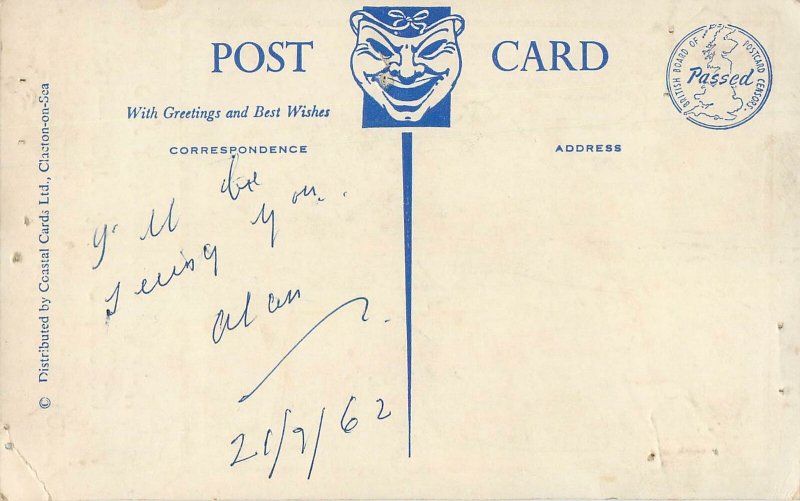 POST CARD
With Greetings and Best Wishes
CORRESPONDENCE
ADDRESS
BRITISH BOARD OF POSTCARD CENSORS.
Passed
© Distributed by Coastal Cards Ltd., Clacton-on-Sea
I'll be
seeing you.
Alan
21/9/62